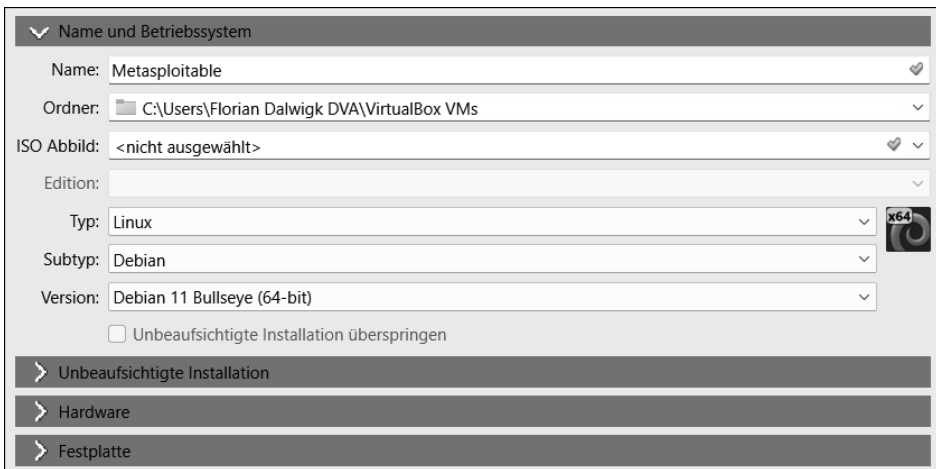 Name und Betriebssystem
Name: Metasploitable
Ordner: C:\Users\Florian Dalwigk DVA\VirtualBox VMs
ISO Abbild: <nicht ausgewählt>
Edition:
Typ: Linux
x64
Subtyp: Debian
Version: Debian 11 Bullseye (64-bit)
Unbeaufsichtigte Installation überspringen
Unbeaufsichtigte Installation
Hardware
Festplatte